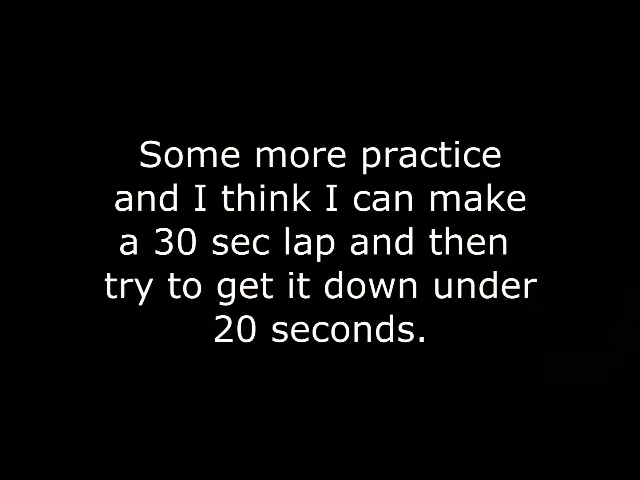 Some more practice
and I think I can make
a 30 sec lap and then
try to get it down under
20 seconds.